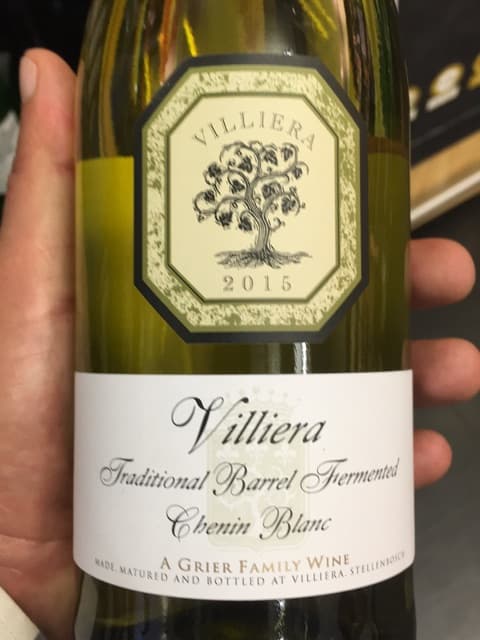 VILLIERA
2015
Villiera
Traditional Barrel Fermented
Chenin Blanc
A GRIER FAMILY WINE
MADE, MATURED AND BOTTLED AT VILLIERA, STELLENBOSCH